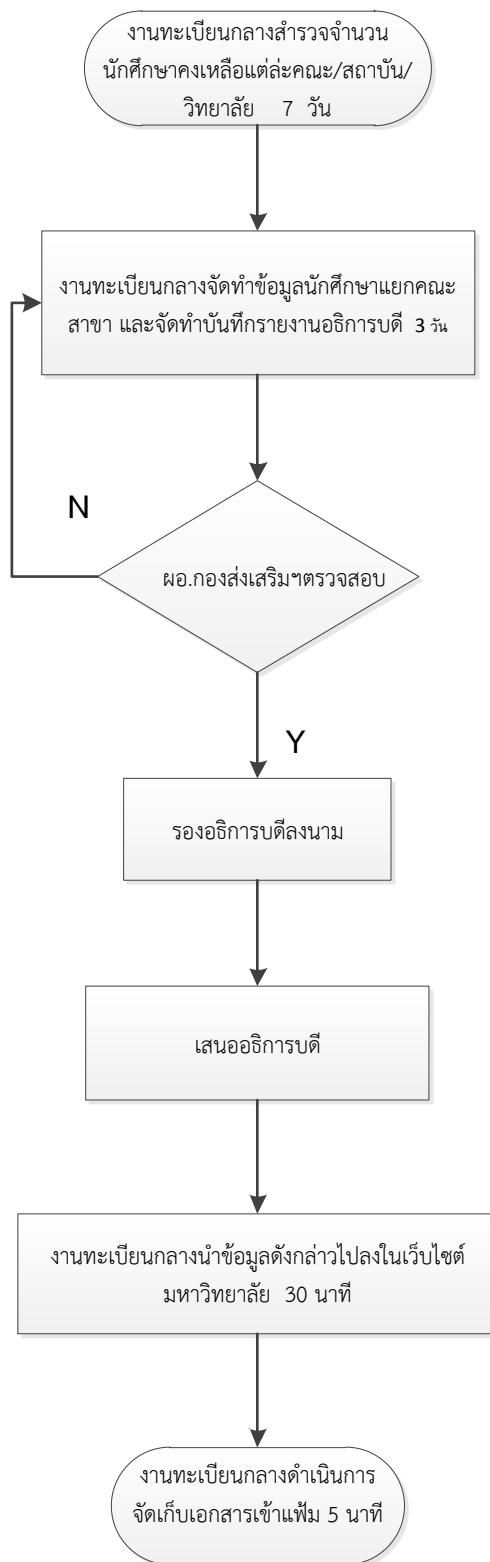 งานทะเบียนกลางสำรวจจำนวน
นักศึกษาคงเหลือแต่ล่ะคณะ/สถาบัน/
วิทยาลัย 7 วัน
งานทะเบียนกลางจัดทำข้อมูลนักศึกษาแยกคณะ
สาขา และจัดทำบันทึกรายงานอธิการบดี 3 วัน
N
ผอ.กองส่งเสริมฯตรวจสอบ
Y
รองอธิการบดีลงนาม
เสนออธิการบดี
งานทะเบียนกลางนำข้อมูลดังกล่าวไปลงในเว็บไซต์
มหาวิทยาลัย 30 นาที
งานทะเบียนกลางดำเนินการ
จัดเก็บเอกสารเข้าแฟ้ม 5 นาที